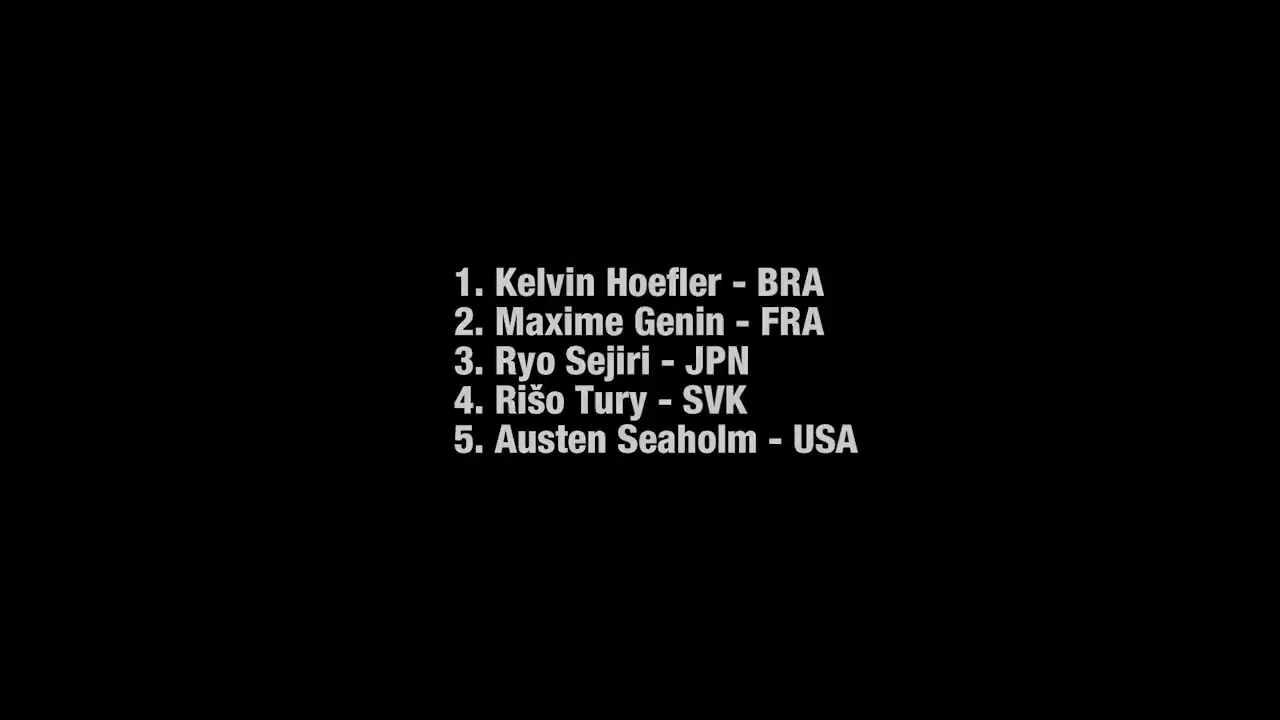 1. Kelvin Hoefler - BRA
2. Maxime Genin - FRA
3. Ryo Sejiri - JPN
4. Rišo Tury - SVK
5. Austen Seaholm - USA